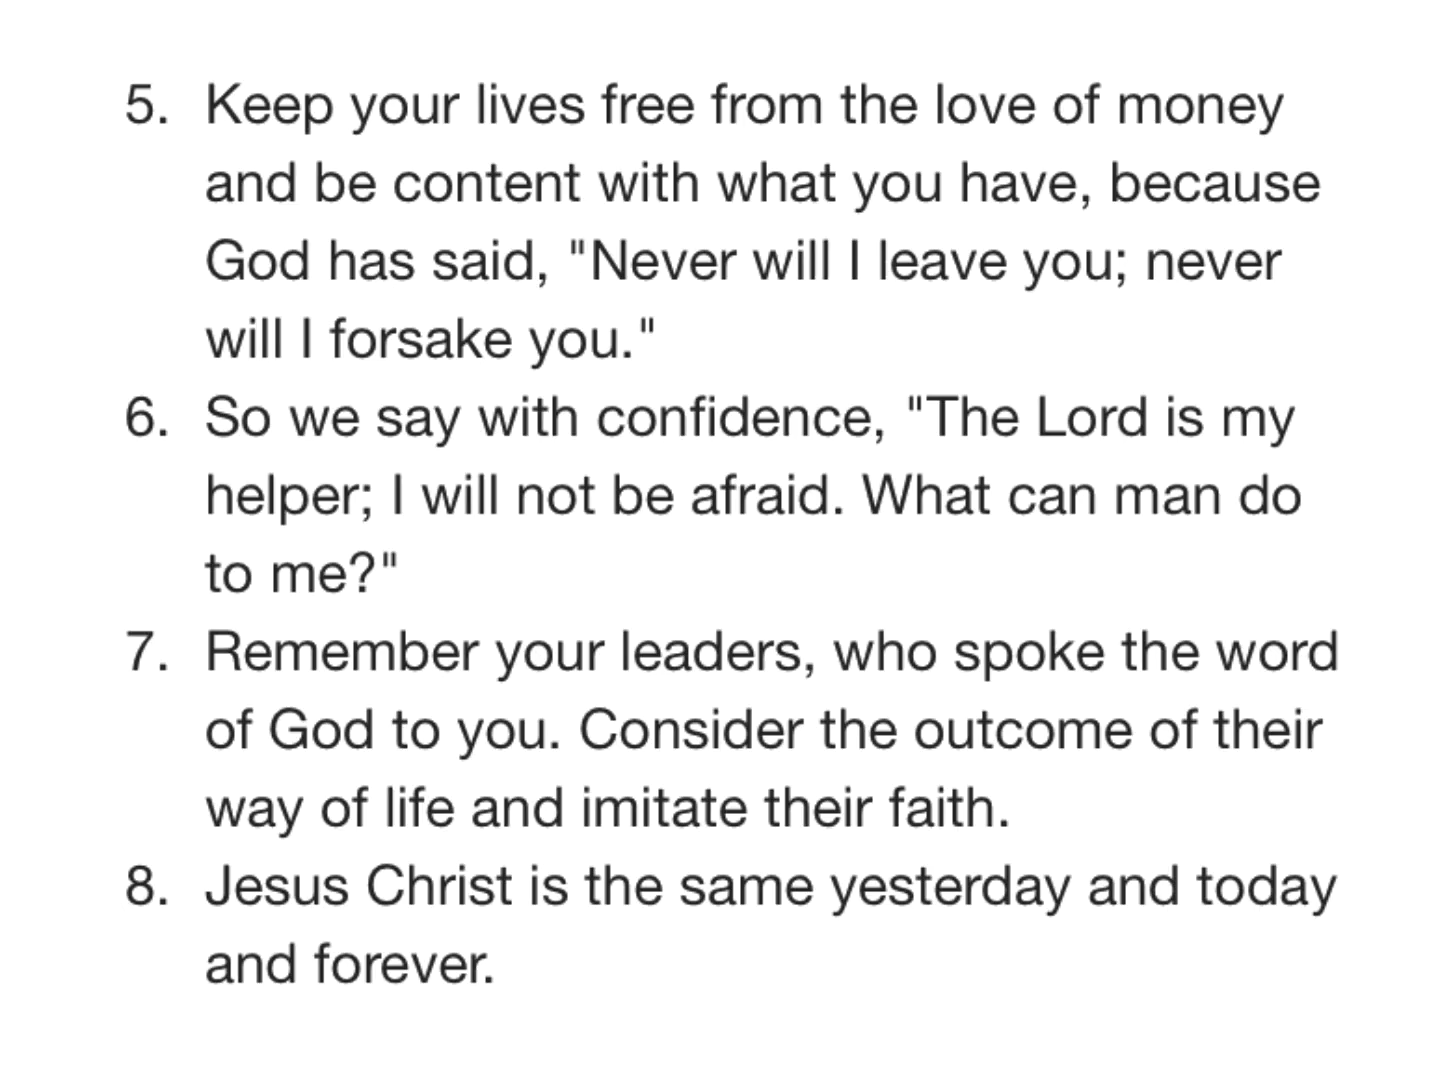 5. Keep your lives free from the love of money
and be content with what you have, because
God has said, "Never will I leave you; never
will I forsake you."
6. So we say with confidence, "The Lord is my
helper; I will not be afraid. What can man do
to me?"
7. Remember your leaders, who spoke the word
of God to you. Consider the outcome of their
way of life and imitate their faith.
8. Jesus Christ is the same yesterday and today
and forever.